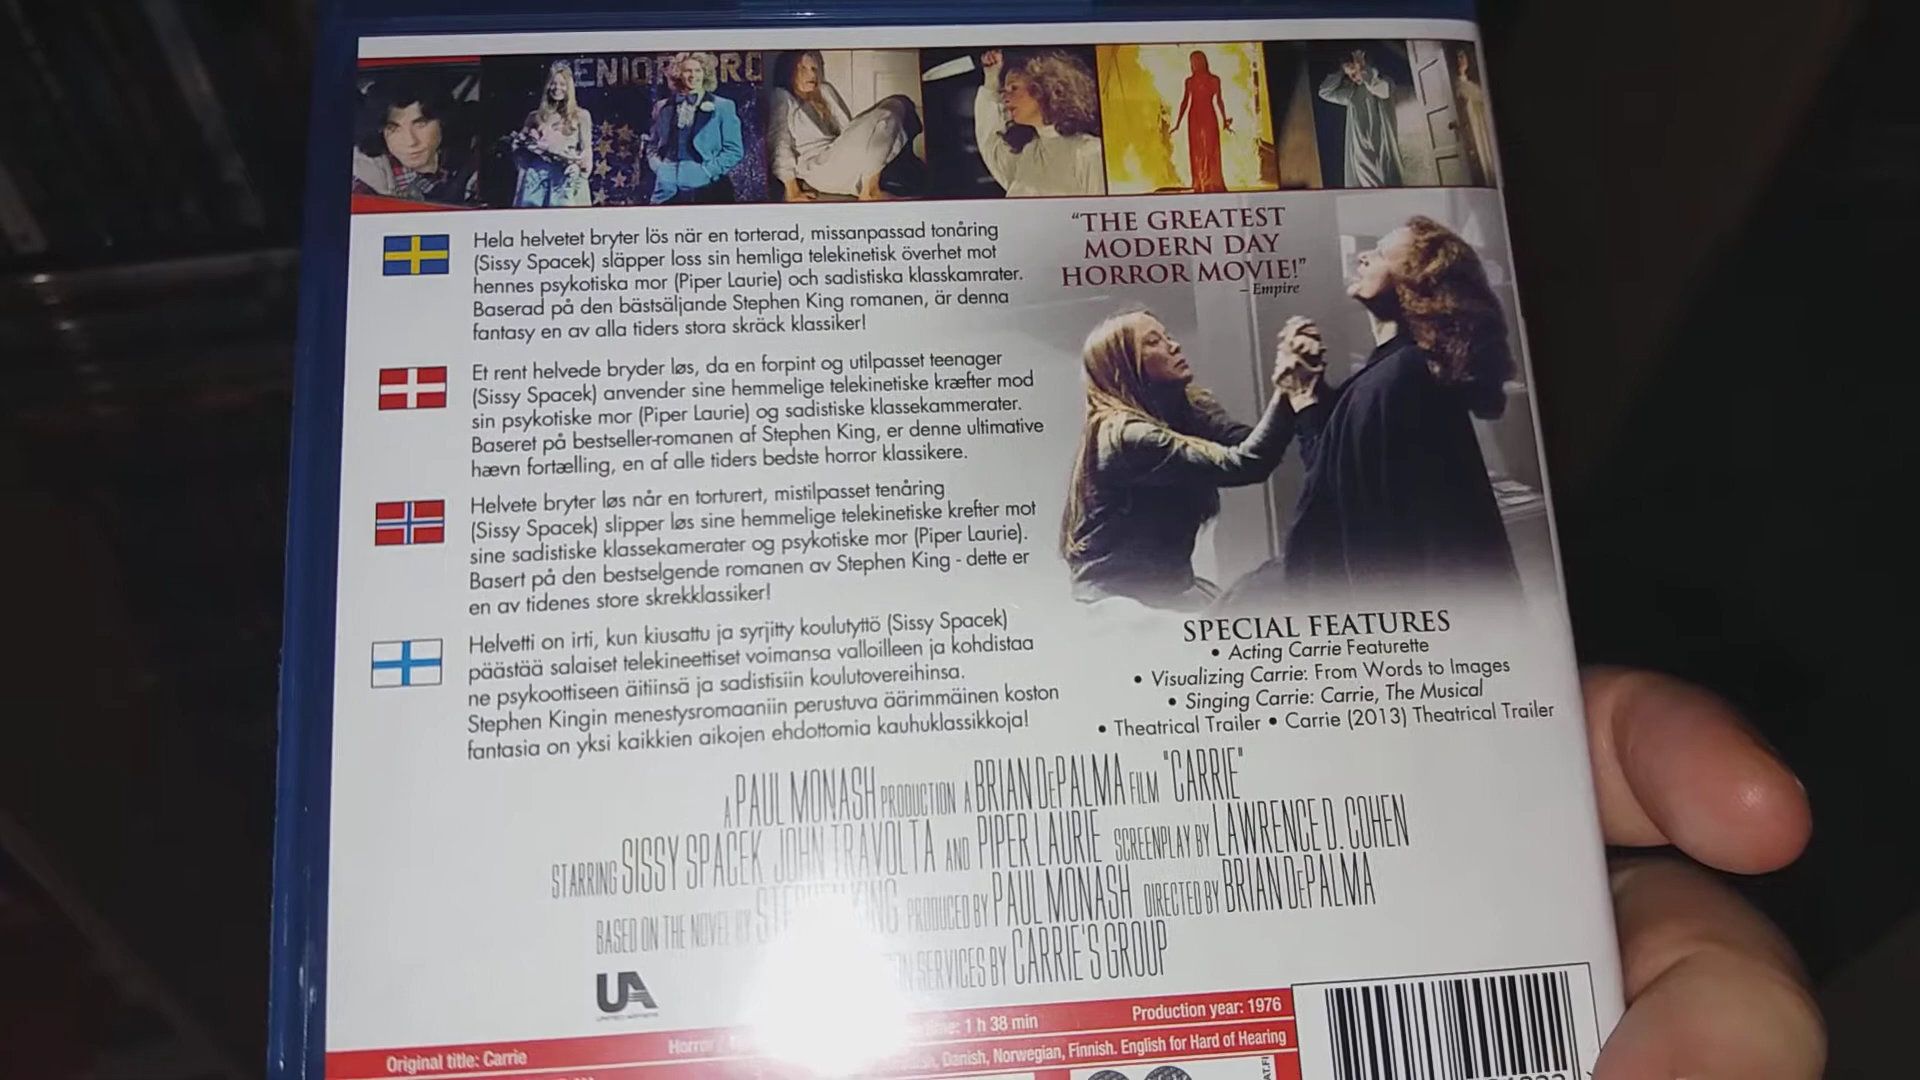 SENIOR PRO
Hela helvetet bryter lös när en torterad, missanpassad tonåring
(Sissy Spacek) släpper loss sin hemliga telekinetisk överhet mot
hennes psykotiska mor (Piper Laurie) och sadistiska klasskamrater.
Baserad på den bästsäljande Stephen King romanen, är denna
fantasy en av alla tiders stora skräck klassiker!
Et rent helvede bryder løs, da en forpint og utilpasset teenager
(Sissy Spacek) anvender sine hemmelige telekinetiske kræfter mod
sin psykotiske mor (Piper Laurie) og sadistiske klassekammerater.
Baseret på bestseller-romanen af Stephen King, er denne ultimative
hævn fortælling, en af alle tiders bedste horror klassikere.
Helvete bryter løs når en torturert, mistilpasset tenåring
(Sissy Spacek) slipper løs sine hemmelige telekinetiske krefter mot
sine sadistiske klassekamerater og psykotiske mor (Piper Laurie).
Basert på den bestselgende romanen av Stephen King - dette er
en av tidenes store skrekklassiker!
Helvetti on irti, kun kiusattu ja syrjitty koulutyttö (Sissy Spacek)
päästää salaiset telekineettiset voimansa valloilleen ja kohdistaa
ne psykoottiseen äitiinsä ja sadistisiin koulutovereihinsa.
Stephen Kingin menestysromaaniin perustuva äärimmäinen koston
fantasia on yksi kaikkien aikojen ehdottomia kauhuklassikkoja!
"THE GREATEST
MODERN DAY
HORROR MOVIE!"
– Empire
SPECIAL FEATURES
• Acting Carrie Featurette
• Visualizing Carrie: From Words to Images
• Singing Carrie: Carrie, The Musical
• Theatrical Trailer • Carrie (2013) Theatrical Trailer
A PAUL MONASH PRODUCTION A BRIAN DEPALMA FILM "CARRIE"
STARRING SISSY SPACEK JOHN TRAVOLTA AND PIPER LAURIE SCREENPLAY BY LAWRENCE D. COHEN
BASED ON THE NOVEL BY STEPHEN KING PRODUCED BY PAUL MONASH DIRECTED BY BRIAN DEPALMA
SERVICES BY CARRIE'S GROUP
UA
UNITED ARTISTS
Original title: Carrie
Horror
1 h 38 min
Production year: 1976
Danish, Norwegian, Finnish. English for Hard of Hearing